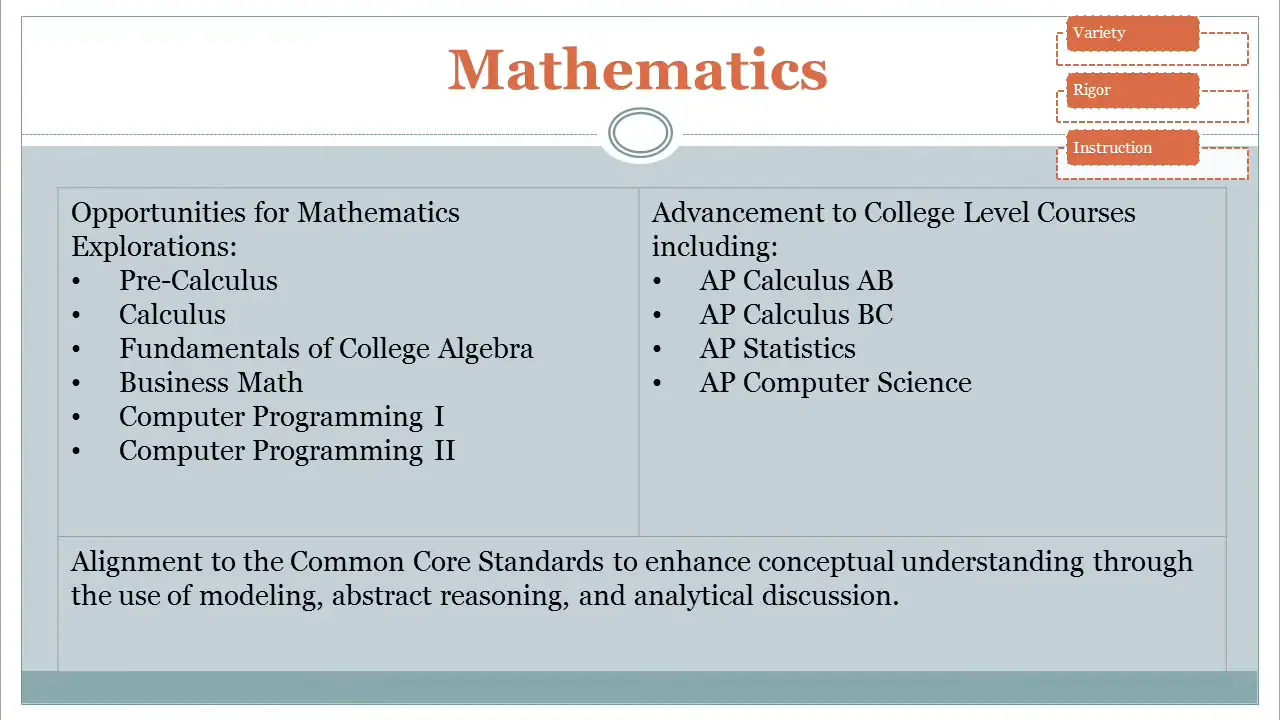 Mathematics
Variety
Rigor
Instruction
Opportunities for Mathematics
Explorations:
• Pre-Calculus
• Calculus
• Fundamentals of College Algebra
• Business Math
• Computer Programming I
• Computer Programming II
Advancement to College Level Courses
including:
• AP Calculus AB
• AP Calculus BC
• AP Statistics
• AP Computer Science
Alignment to the Common Core Standards to enhance conceptual understanding through
the use of modeling, abstract reasoning, and analytical discussion.